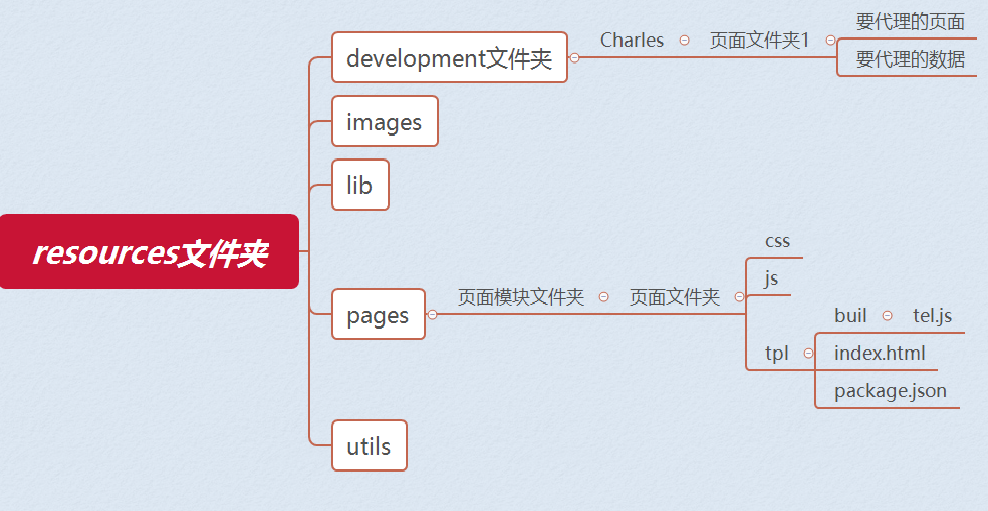 resources文件夹
development文件夹
Charles
页面文件夹1
要代理的页面
要代理的数据
images
lib
pages
页面模块文件夹
页面文件夹
css
js
tpl
buil
tel.js
index.html
package.json
utils